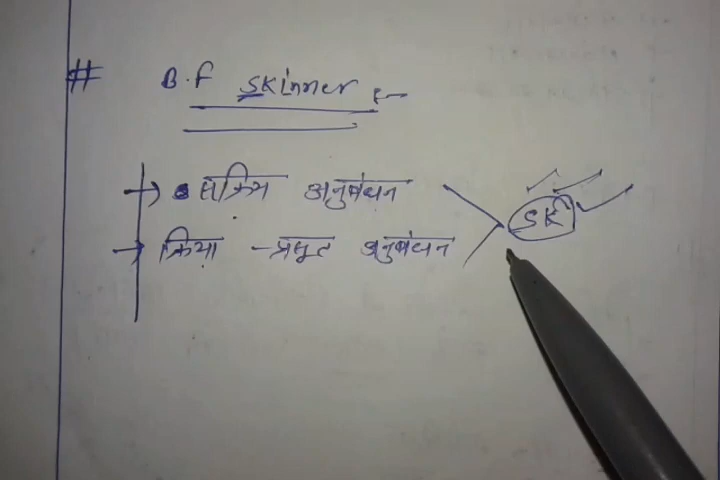 # B.F Skinner :-
→ सक्रिय अनुबंधन
SK
→ क्रिया - प्रसूत अनुबंधन